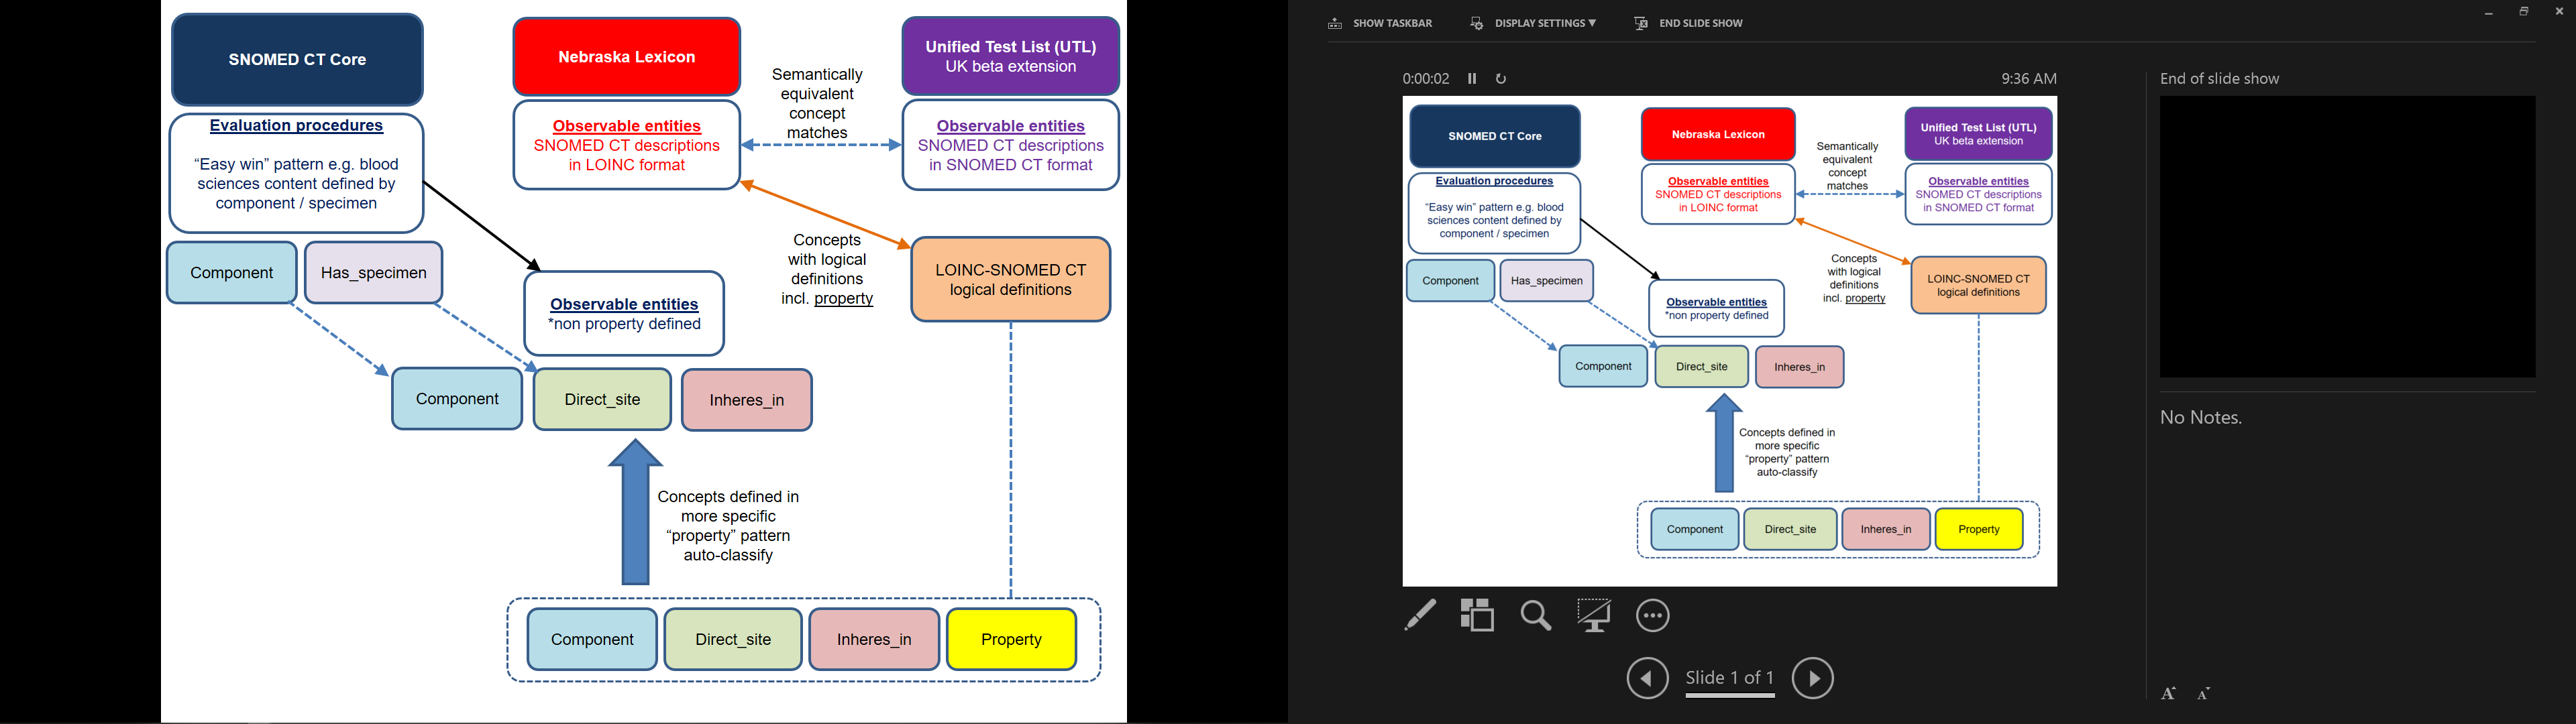 SNOMED CT Core
Evaluation procedures
“Easy win” pattern e.g. blood
sciences content defined by
component / specimen
Component
Has_specimen
Nebraska Lexicon
Observable entities
SNOMED CT descriptions
in LOINC format
Semantically
equivalent
concept
matches
Unified Test List (UTL)
UK beta extension
Observable entities
SNOMED CT descriptions
in SNOMED CT format
Concepts
with logical
definitions
incl. property
LOINC-SNOMED CT
logical definitions
Observable entities
*non property defined
Component
Direct_site
Inheres_in
Concepts defined in
more specific
“property” pattern
auto-classify
Component
Direct_site
Inheres_in
Property
SHOW TASKBAR
DISPLAY SETTINGS ▼
END SLIDE SHOW
0:00:02
9:36 AM
SNOMED CT Core
Evaluation procedures
“Easy win” pattern e.g. blood
sciences content defined by
component / specimen
Component
Has_specimen
Nebraska Lexicon
Observable entities
SNOMED CT descriptions
in LOINC format
Semantically
equivalent
concept
matches
Unified Test List (UTL)
UK beta extension
Observable entities
SNOMED CT descriptions
in SNOMED CT format
Concepts
with logical
definitions
incl. property
LOINC-SNOMED CT
logical definitions
Observable entities
*non property defined
Component
Direct_site
Inheres_in
Concepts defined in
more specific
“property” pattern
auto-classify
Component
Direct_site
Inheres_in
Property
Slide 1 of 1
End of slide show
No Notes.
A
A